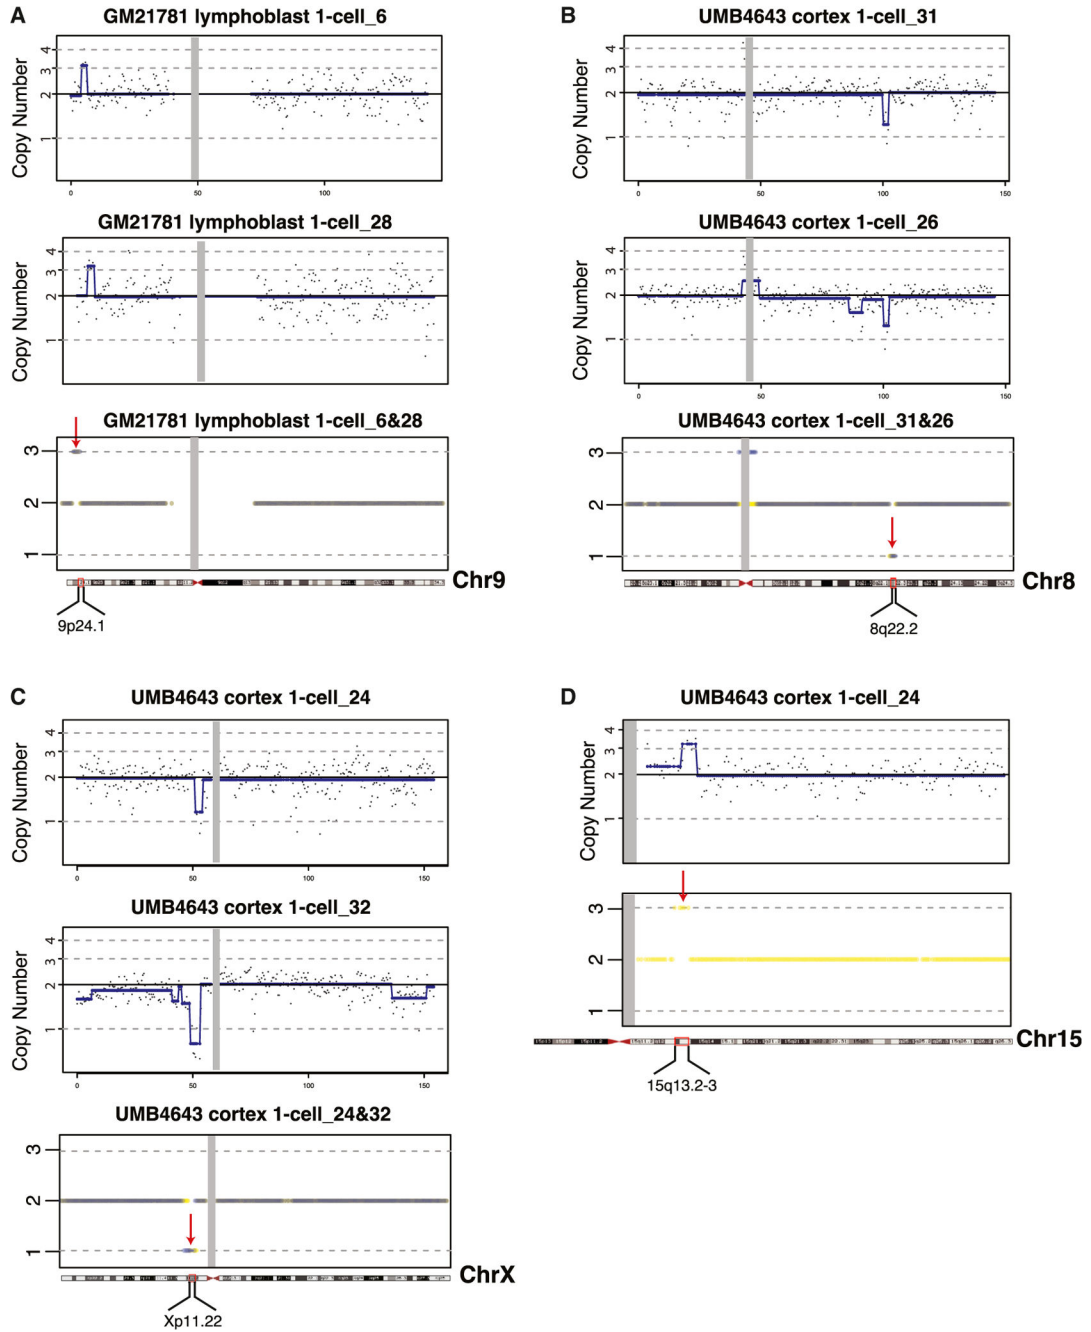 A
GM21781 lymphoblast 1-cell_6
Copy Number
4
3
2
1
0
50
100
GM21781 lymphoblast 1-cell_28
Copy Number
4
3
2
1
GM21781 lymphoblast 1-cell_6&28
3
2
1
Chr9
9p24.1
B
UMB4643 cortex 1-cell_31
Copy Number
4
3
2
1
0
50
100
150
UMB4643 cortex 1-cell_26
Copy Number
4
3
2
1
0
50
100
150
UMB4643 cortex 1-cell_31&26
3
2
1
Chr8
8q22.2
C
UMB4643 cortex 1-cell_24
Copy Number
4
3
2
1
0
50
100
150
UMB4643 cortex 1-cell_32
Copy Number
4
3
2
1
0
50
100
150
UMB4643 cortex 1-cell_24&32
3
2
1
ChrX
Xp11.22
D
UMB4643 cortex 1-cell_24
Copy Number
4
3
2
1
3
2
1
Chr15
15q13.2-3